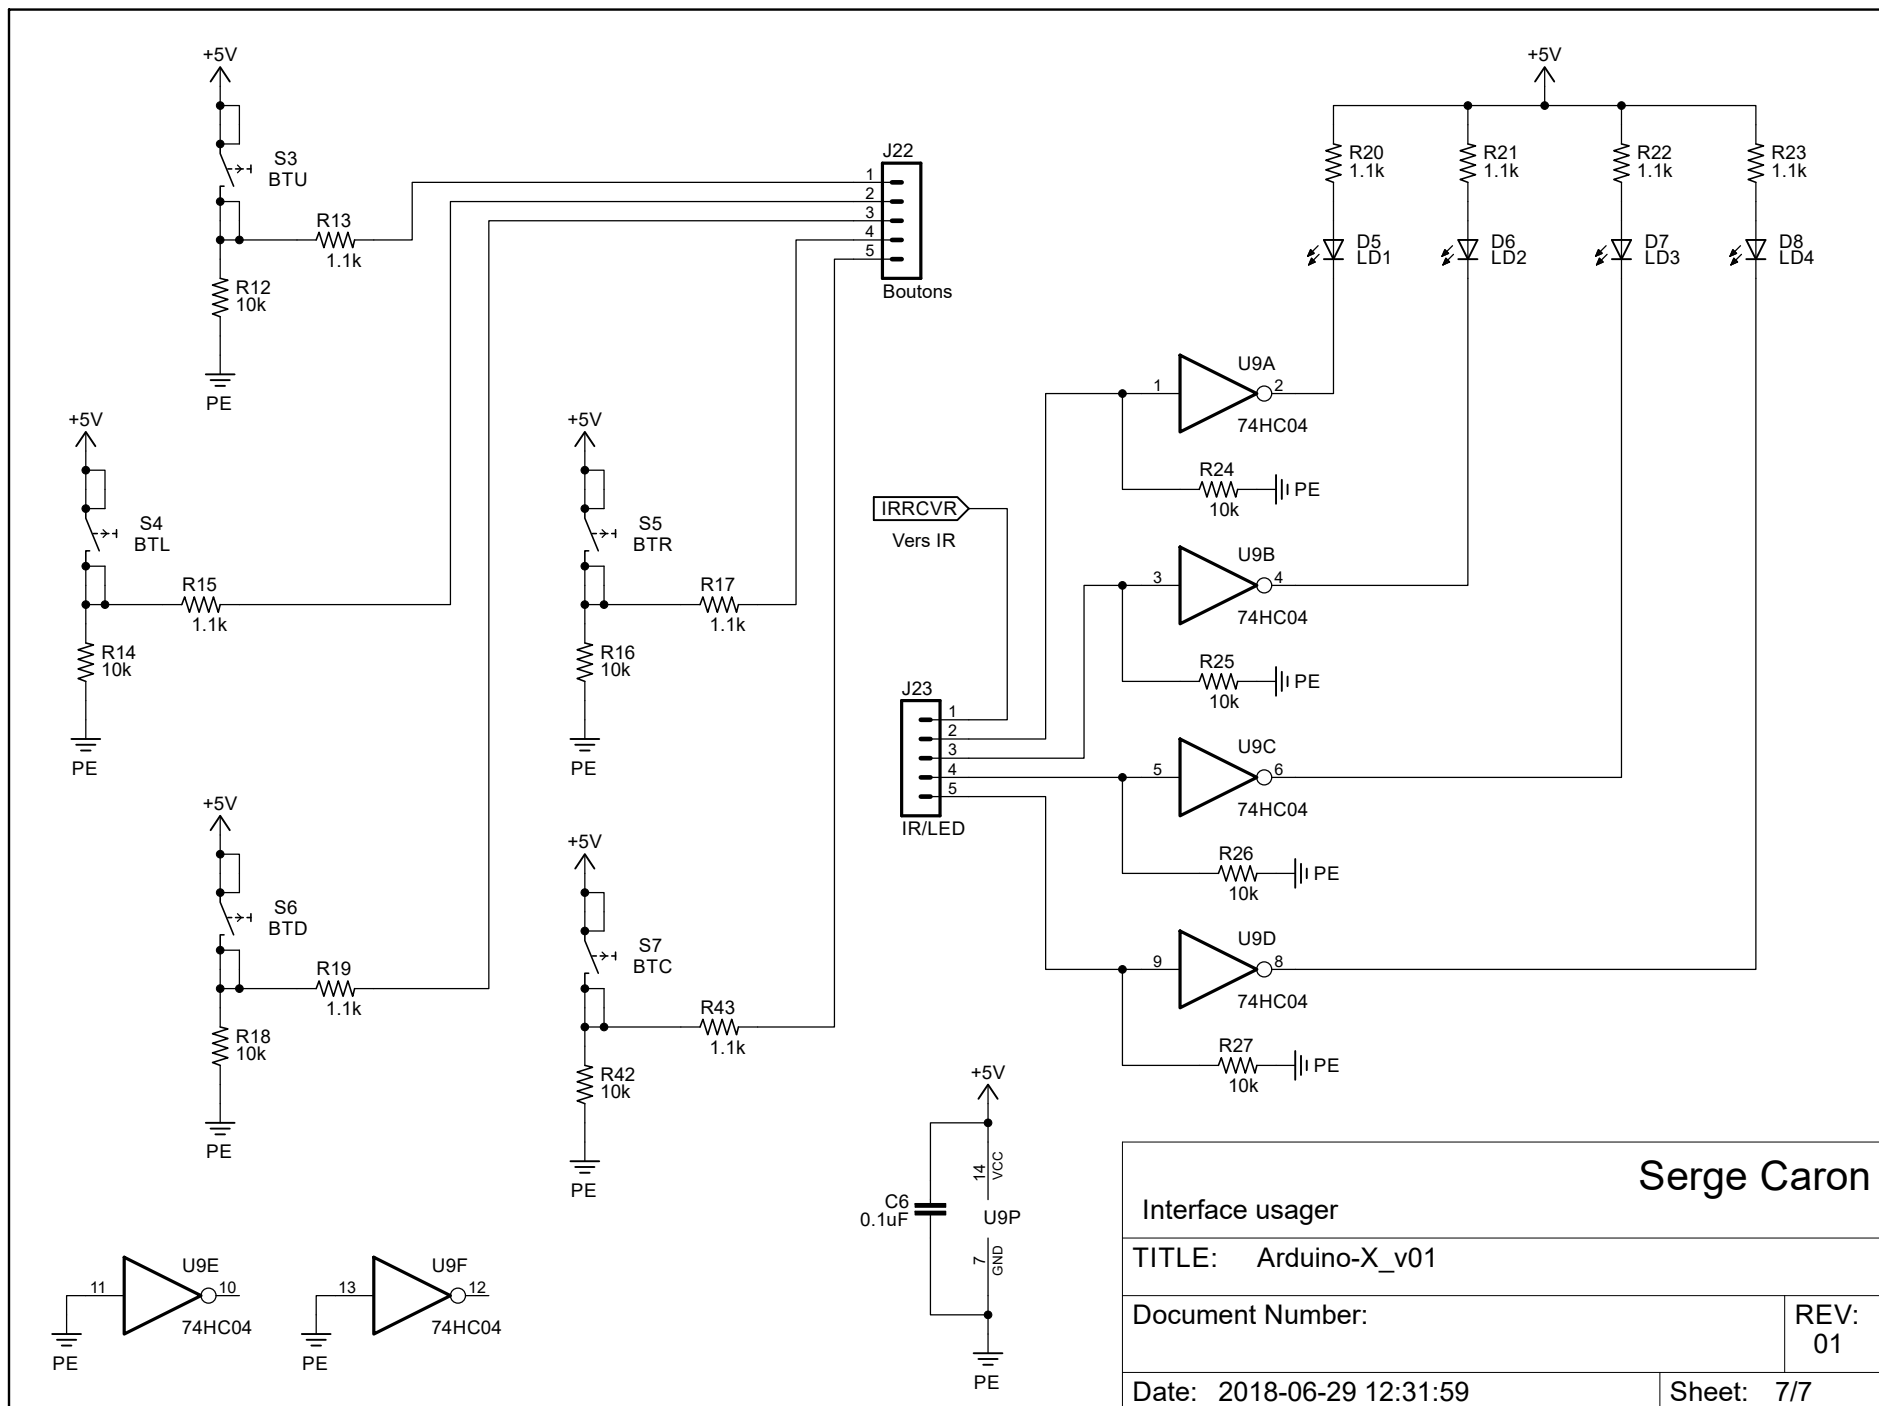 +5V
S3
BTU
R13
1.1k
R12
10k
PE
J22
1
2
3
4
5
Boutons
+5V
R20
1.1k
R21
1.1k
R22
1.1k
R23
1.1k
D5
LD1
D6
LD2
D7
LD3
D8
LD4
+5V
S4
BTL
R15
1.1k
R14
10k
PE
+5V
S5
BTR
R17
1.1k
R16
10k
PE
IRRCVR
Vers IR
J23
1
2
3
4
5
IR/LED
U9A
1
2
74HC04
R24
10k
PE
U9B
3
4
74HC04
R25
10k
PE
U9C
5
6
74HC04
R26
10k
PE
U9D
9
8
74HC04
R27
10k
PE
+5V
S6
BTD
R19
1.1k
R18
10k
PE
+5V
S7
BTC
R43
1.1k
R42
10k
PE
+5V
14
VCC
C6
0.1uF
U9P
7
GND
PE
U9E
11
10
74HC04
PE
U9F
13
12
74HC04
PE
Serge Caron
Interface usager
TITLE: Arduino-X_v01
Document Number:
REV:
01
Date: 2018-06-29 12:31:59
Sheet: 7/7